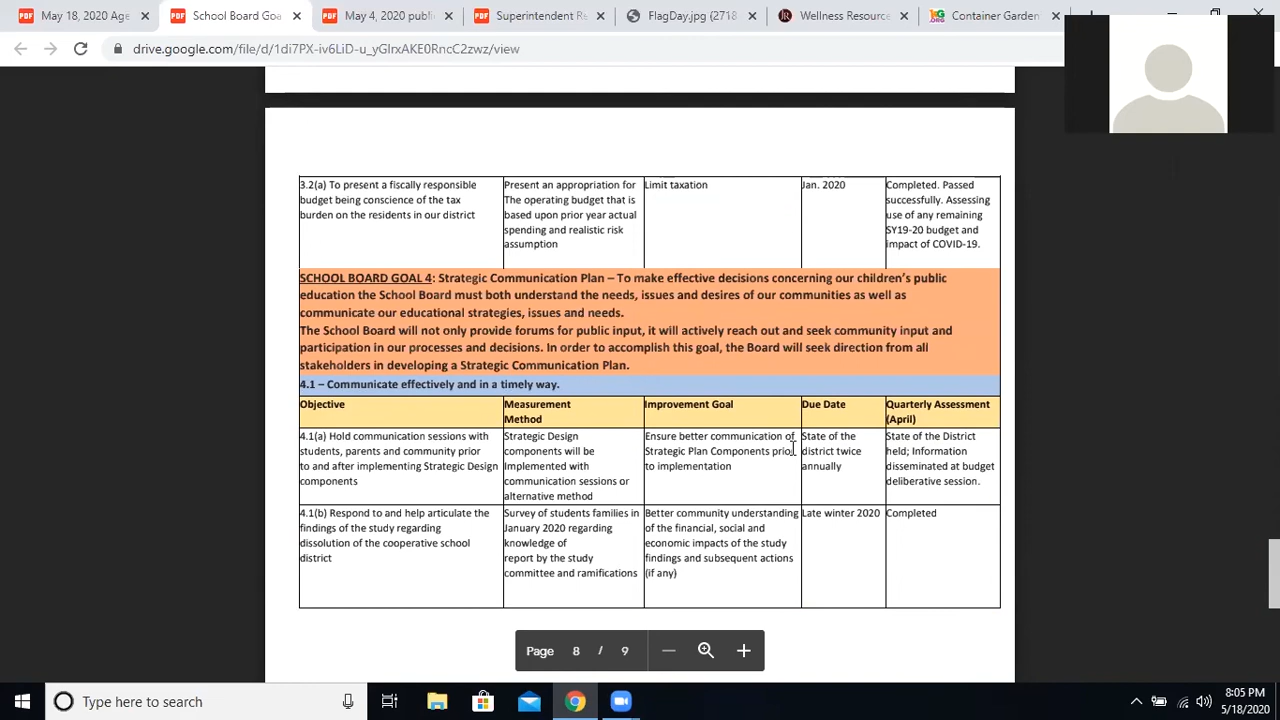 May 18, 2020 Age
School Board Goa
May 4, 2020 publi
Superintendent R
FlagDay.jpg (2718
Wellness Resource
Container Garden
drive.google.com/file/d/1di7PX-iv6LiD-u_yGlrxAKE0RncC2zwz/view
3.2(a) To present a fiscally responsible
budget being conscience of the tax
burden on the residents in our district
Present an appropriation for
The operating budget that is
based upon prior year actual
spending and realistic risk
assumption
Limit taxation
Jan. 2020
Completed. Passed
successfully. Assessing
use of any remaining
SY19-20 budget and
impact of COVID-19.
SCHOOL BOARD GOAL 4: Strategic Communication Plan – To make effective decisions concerning our children's public
education the School Board must both understand the needs, issues and desires of our communities as well as
communicate our educational strategies, issues and needs.
The School Board will not only provide forums for public input, it will actively reach out and seek community input and
participation in our processes and decisions. In order to accomplish this goal, the Board will seek direction from all
stakeholders in developing a Strategic Communication Plan.
4.1 – Communicate effectively and in a timely way.
Objective
Measurement
Method
Improvement Goal
Due Date
Quarterly Assessment
(April)
4.1(a) Hold communication sessions with
students, parents and community prior
to and after implementing Strategic Design
components
Strategic Design
components will be
Implemented with
communication sessions or
alternative method
Ensure better communication of
Strategic Plan Components prior
to implementation
State of the
district twice
annually
State of the District
held; Information
disseminated at budget
deliberative session.
4.1(b) Respond to and help articulate the
findings of the study regarding
dissolution of the cooperative school
district
Survey of students families in
January 2020 regarding
knowledge of
report by the study
committee and ramifications
Better community understanding
of the financial, social and
economic impacts of the study
findings and subsequent actions
(if any)
Late winter 2020
Completed
Page 8 / 9
Type here to search
8:05 PM
5/18/2020